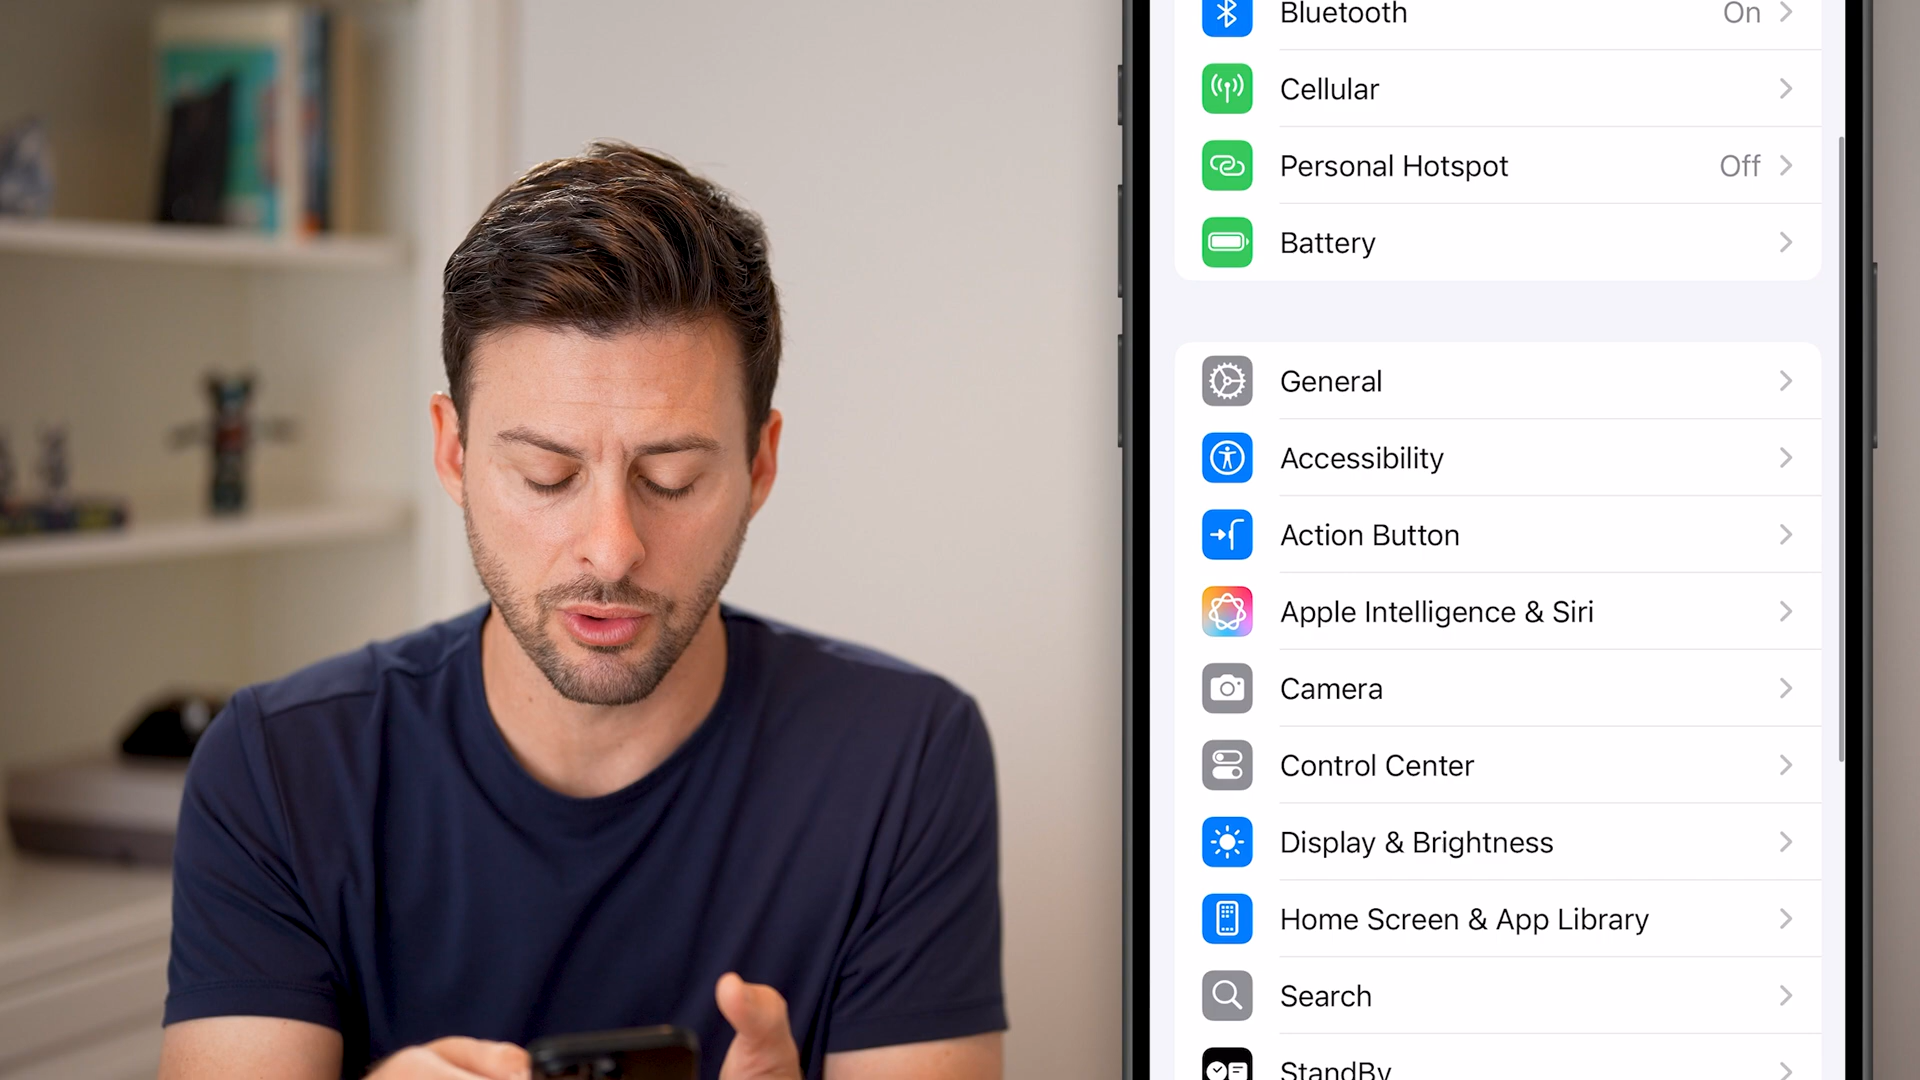 Bluetooth On
Cellular
Personal Hotspot Off
Battery
General
Accessibility
Action Button
Apple Intelligence & Siri
Camera
Control Center
Display & Brightness
Home Screen & App Library
Search
StandBy